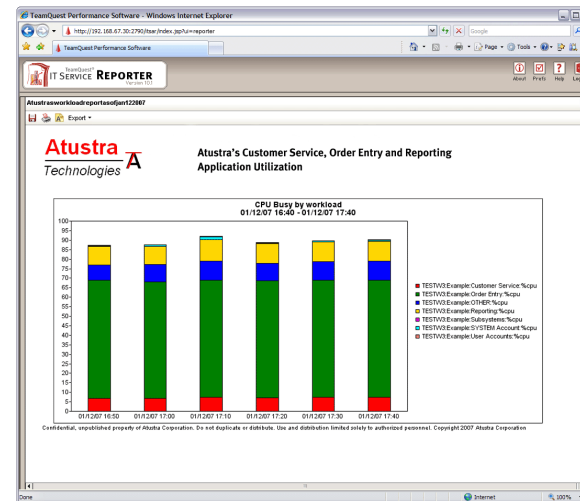 TeamQuest Performance Software - Windows Internet Explorer
http://192.168.67.30:2790/itsar/index.jsp?ui=reporter
Google
TeamQuest Performance Software
Page
Tools
TeamQuest
IT SERVICE REPORTER
Version 10.1
About
Prefs
Help
Atustrasworkloadreportasofjan122007
Export
Atustra
Technologies
A
Atustra's Customer Service, Order Entry and Reporting
Application Utilization
CPU Busy by workload
01/12/07 16:40 - 01/12/07 17:40
100
95
90
85
80
75
70
65
60
55
50
45
40
35
30
25
20
15
10
5
0
01/12/07 16:50
01/12/07 17:00
01/12/07 17:10
01/12/07 17:20
01/12/07 17:30
01/12/07 17:40
TESTW3:Example:Customer Service:%cpu
TESTW3:Example:Order Entry:%cpu
TESTW3:Example:OTHER:%cpu
TESTW3:Example:Reporting:%cpu
TESTW3:Example:Subsystems:%cpu
TESTW3:Example:SYSTEM Account:%cpu
TESTW3:Example:User Accounts:%cpu
Confidential, unpublished property of Atustra Corporation. Do not duplicate or distribute. Use and distribution limited solely to authorized personnel. Copyright 2007 Atustra Corporation
Done
Internet
100%